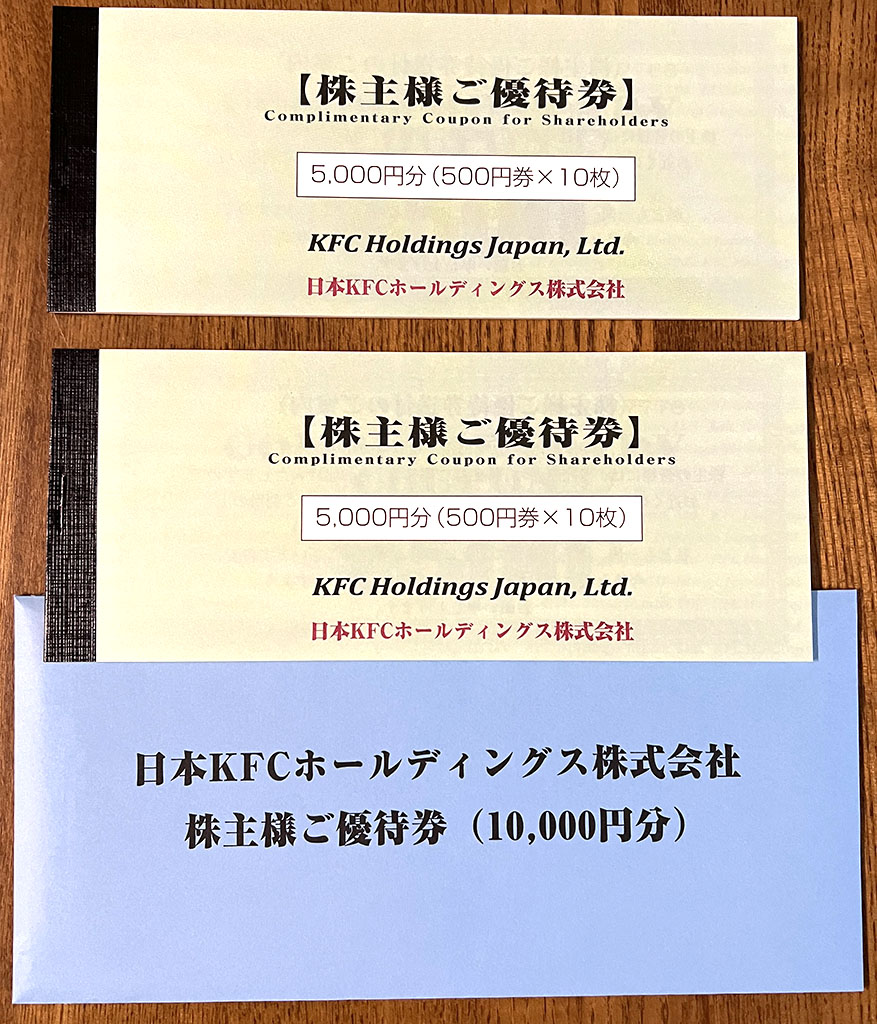 【株主様ご優待券】
Complimentary Coupon for Shareholders
5,000円分(500円券×10枚)
KFC Holdings Japan, Ltd.
日本KFCホールディングス株式会社
【株主様ご優待券】
Complimentary Coupon for Shareholders
5,000円分(500円券×10枚)
KFC Holdings Japan, Ltd.
日本KFCホールディングス株式会社
日本KFCホールディングス株式会社
株主様ご優待券(10,000円分)